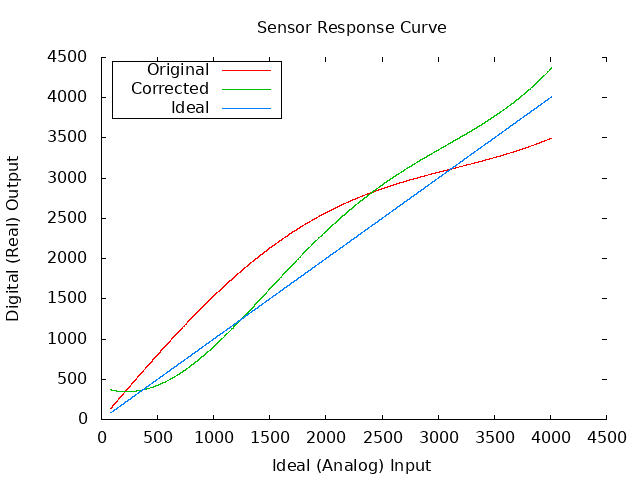 Sensor Response Curve
Original
Corrected
Ideal
4500
4000
3500
3000
2500
2000
1500
1000
500
0
Digital (Real) Output
0 500 1000 1500 2000 2500 3000 3500 4000 4500
Ideal (Analog) Input